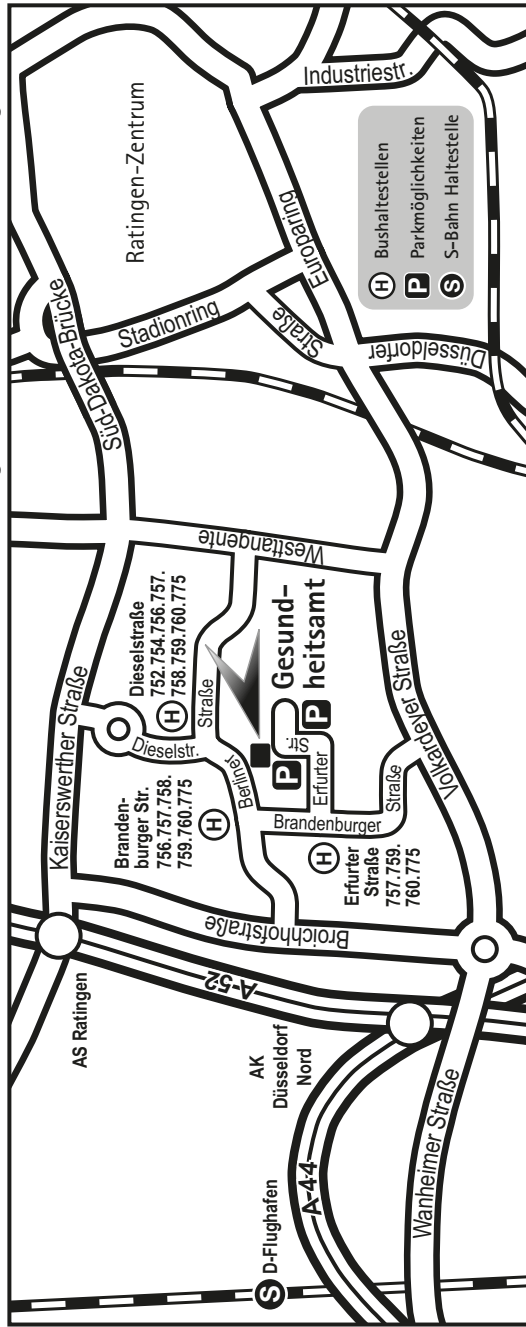 AS Ratingen
Kaiserswerther Straße
Süd-Dakota-Brücke
Ratingen-Zentrum
Stadionring
Industriestr.
Europaring
Straße
Düsseldorfer
H Bushaltestellen
P Parkmöglichkeiten
S S-Bahn Haltestelle
Dieselstraße
752.754.756.757.
758.759.760.775
H
Dieselstr.
Branden-
burger Str.
756.757.758.
759.760.775
H
Berliner
Straße
Westtangente
Gesund-
heitsamt
P
P
Erfurter
Str.
Brandenburger
Straße
H
Erfurter
Straße
757.759.
760.775
Volkardeyer Straße
Broichhofstraße
A-52
AK
Düsseldorf
Nord
A-44
S D-Flughafen
Wanheimer Straße